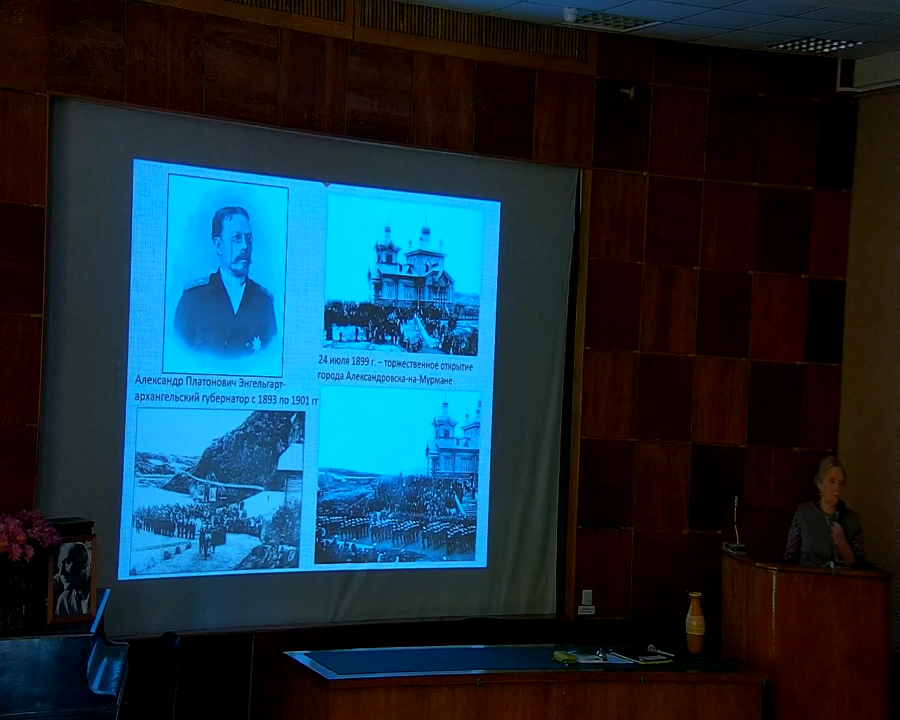 Александр Платонович Энгельгарт-
архангельский губернатор с 1893 по 1901 гг
24 июля 1899 г. – торжественное открытие
города Александровска-на-Мурмане